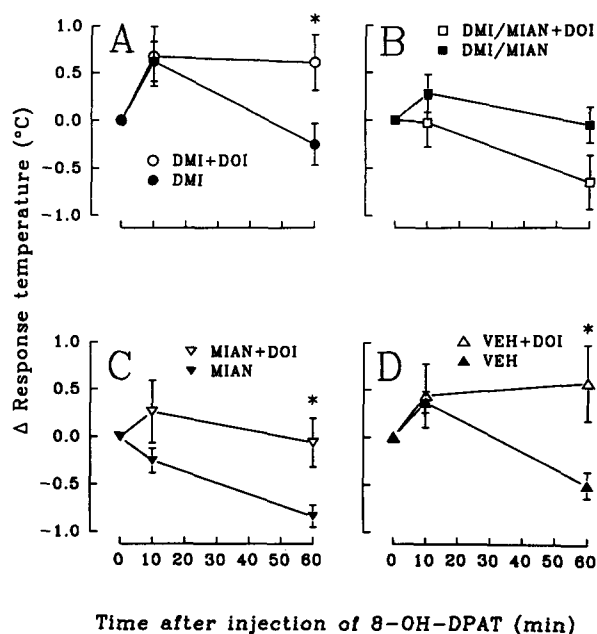 A
*
1.0
0.5
0.0
-0.5
-1.0
DMI+DOI
DMI
B
DMI/MIAN+DOI
DMI/MIAN
Δ Response temperature (°C)
C
MIAN+DOI
MIAN
*
1.0
0.5
0.0
-0.5
-1.0
0 10 20 30 40 50 60
D
VEH+DOI
VEH
*
0 10 20 30 40 50 60
Time after injection of 8-OH-DPAT (min)